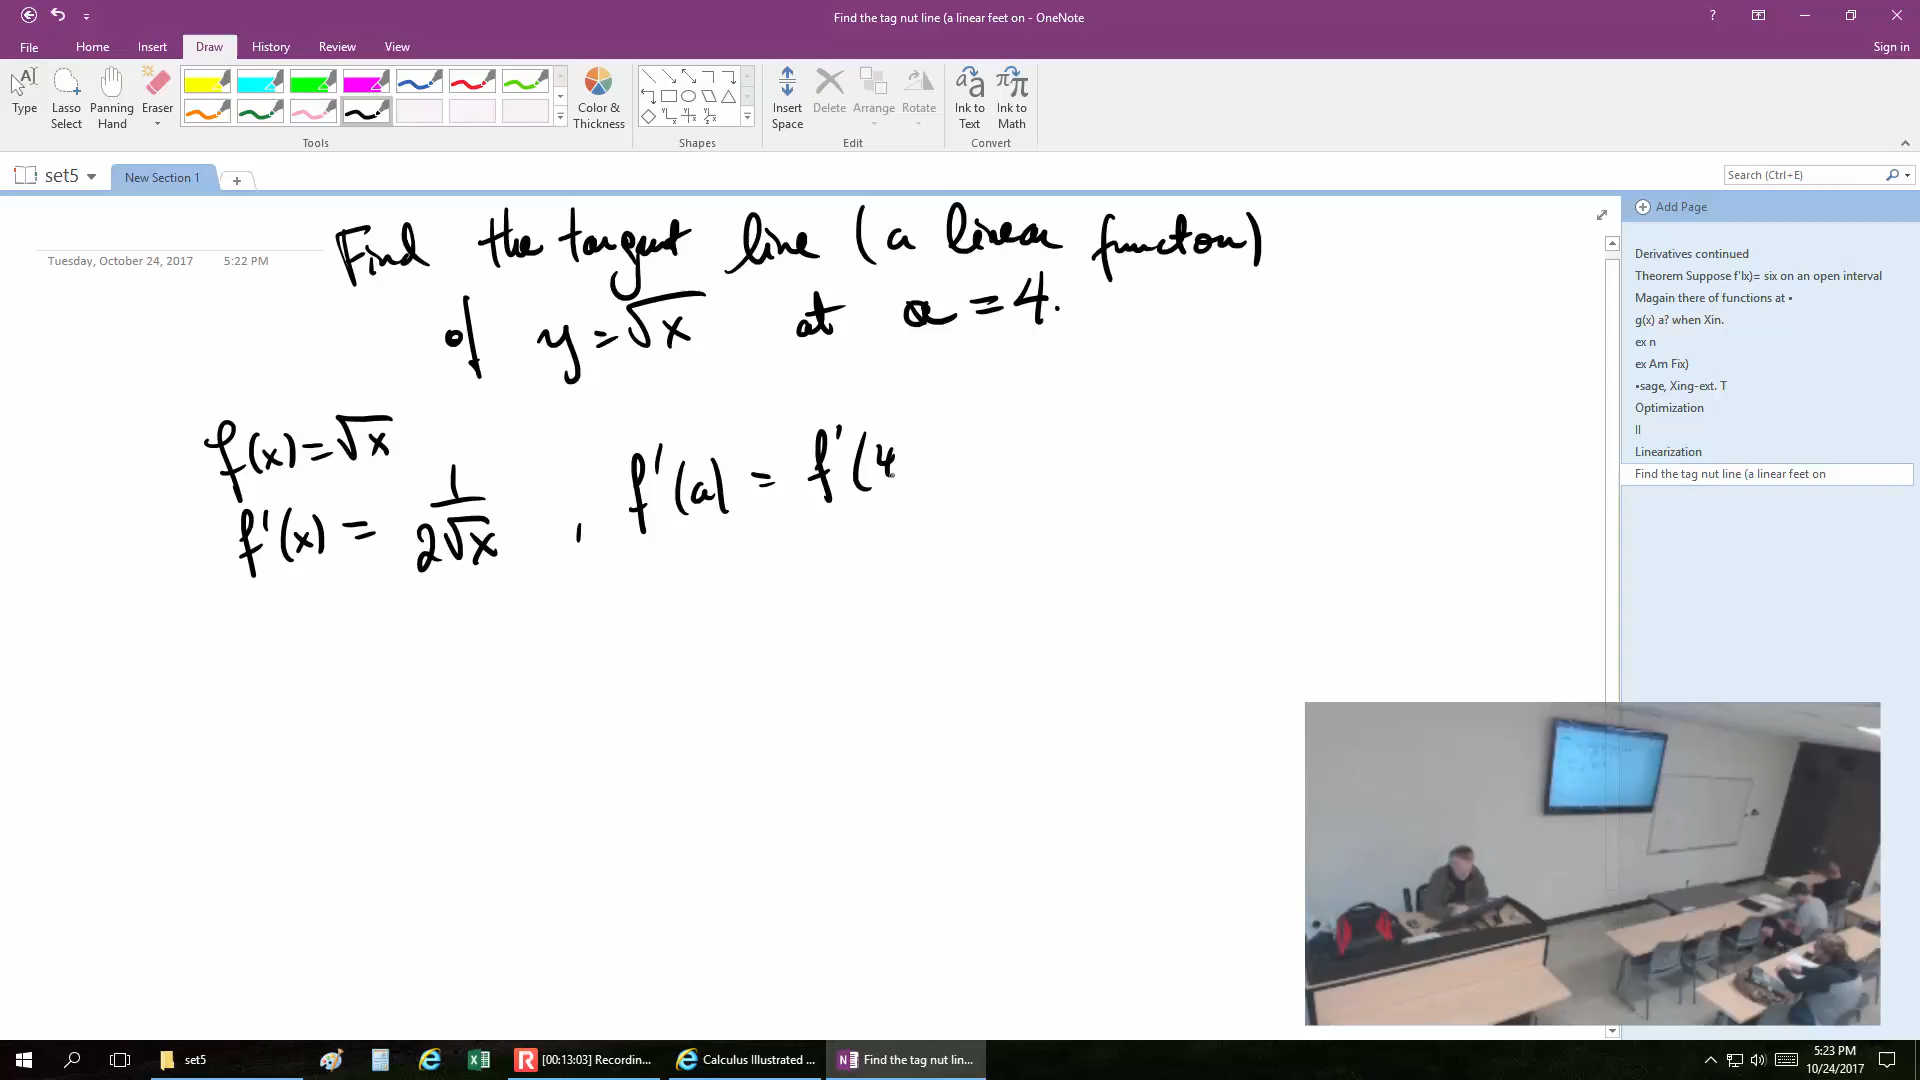 Find the tag nut line (a linear feet on - OneNote
File Home Insert Draw History Review View
Sign in
Type
Lasso Select
Panning Hand
Eraser
Color & Thickness
Insert Space
Delete
Arrange
Rotate
Ink to Text
Ink to Math
Tools
Shapes
Edit
Convert
set5
New Section 1
Search (Ctrl+E)
Tuesday, October 24, 2017 5:22 PM
Find the tangent line (a linear functon)
of y = √x at a = 4.
f(x) = √x
f'(x) = 1/2√x , f'(a) = f'(4
Add Page
Derivatives continued
Theorem Suppose f'lx)= six on an open interval
Magain there of functions at •
g(x) a? when Xin.
ex n
ex Am Fix)
•sage, Xing-ext. T
Optimization
II
Linearization
Find the tag nut line (a linear feet on
set5
[00:13:03] Recordin...
Calculus Illustrated ...
Find the tag nut lin...
5:23 PM
10/24/2017